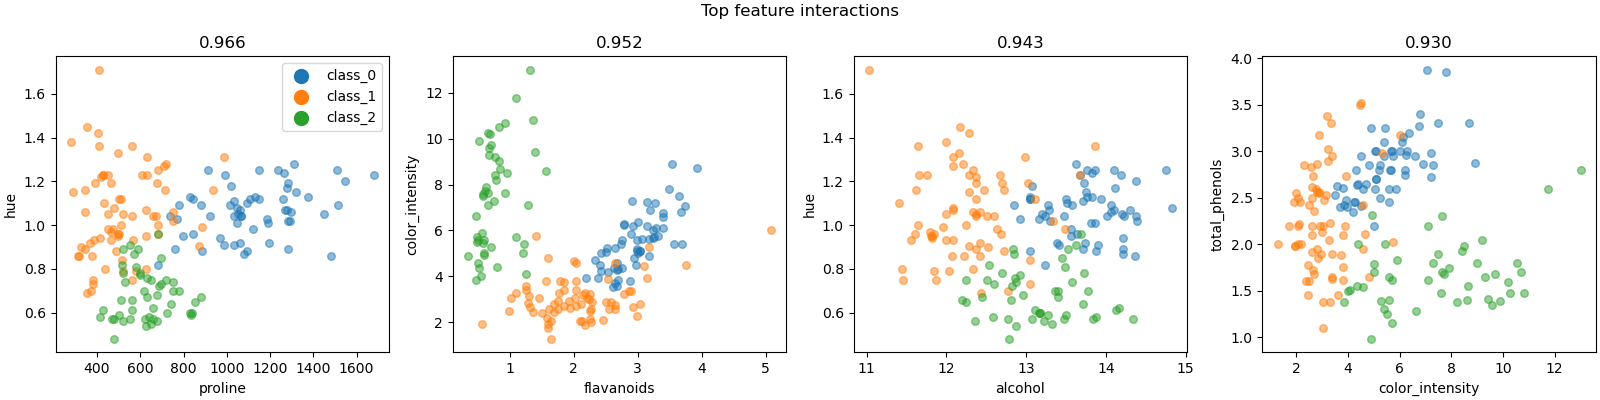 Top feature interactions
0.966
hue
1.6
1.4
1.2
1.0
0.8
0.6
class_0
class_1
class_2
400 600 800 1000 1200 1400 1600
proline
0.952
color_intensity
12
10
8
6
4
2
1 2 3 4 5
flavanoids
0.943
hue
1.6
1.4
1.2
1.0
0.8
0.6
11 12 13 14 15
alcohol
0.930
total_phenols
4.0
3.5
3.0
2.5
2.0
1.5
1.0
2 4 6 8 10 12
color_intensity